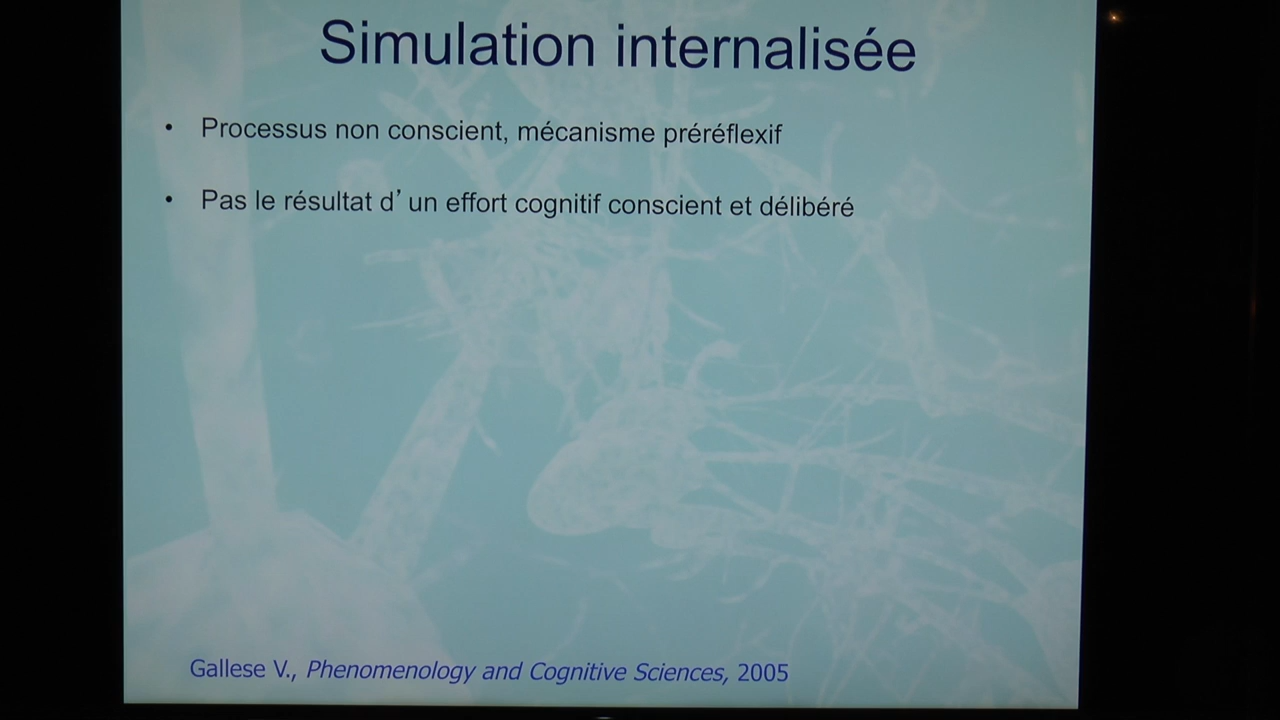 Simulation internalisée
• Processus non conscient, mécanisme préréflexif
• Pas le résultat d’un effort cognitif conscient et délibéré
Gallese V., Phenomenology and Cognitive Sciences, 2005